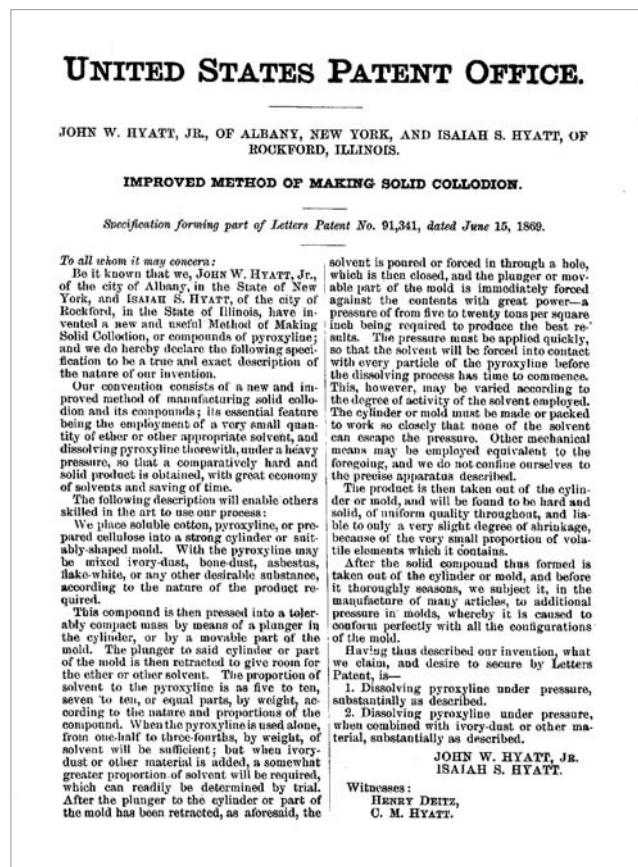 UNITED STATES PATENT OFFICE.
JOHN W. HYATT, JR., OF ALBANY, NEW YORK, AND ISAIAH S. HYATT, OF
ROCKFORD, ILLINOIS.
IMPROVED METHOD OF MAKING SOLID COLLODION.
Specification forming part of Letters Patent No. 91,341, dated June 15, 1869.
To all whom it may concern:
Be it known that we, JOHN W. HYATT, Jr.,
of the city of Albany, in the State of New
York, and ISAIAH S. HYATT, of the city of
Rockford, in the State of Illinois, have in-
vented a new and useful Method of Making
Solid Collodion, or compounds of pyroxyline;
and we do hereby declare the following speci-
fication to be a true and exact description of
the nature of our invention.
Our convention consists of a new and im-
proved method of manufacturing solid collo-
dion and its compounds; its essential feature
being the employment of a very small quan-
tity of ether or other appropriate solvent, and
dissolving pyroxyline therewith, under a heavy
pressure, so that a comparatively hard and
solid product is obtained, with great economy
of solvents and saving of time.
The following description will enable others
skilled in the art to use our process:
We place soluble cotton, pyroxyline, or pre-
pared cellulose into a strong cylinder or suit-
ably-shaped mold. With the pyroxyline may
be mixed ivory-dust, bone-dust, asbestus,
flake-white, or any other desirable substance,
according to the nature of the product re-
quired.
This compound is then pressed into a toler-
ably compact mass by means of a plunger in
the cylinder, or by a movable part of the
mold. The plunger to said cylinder or part
of the mold is then retracted to give room for
the ether or other solvent. The proportion of
solvent to the pyroxyline is as five to ten,
seven to ten, or equal parts, by weight, ac-
cording to the nature and proportions of the
compound. When the pyroxyline is used alone,
from one-half to three-fourths, by weight, of
solvent will be sufficient; but when ivory-
dust or other material is added, a somewhat
greater proportion of solvent will be required,
which can readily be determined by trial.
After the plunger to the cylinder or part of
the mold has been retracted, as aforesaid, the
solvent is poured or forced in through a hole,
which is then closed, and the plunger or mov-
able part of the mold is immediately forced
against the contents with great power—a
pressure of from five to twenty tons per square
inch being required to produce the best re-
sults. The pressure must be applied quickly,
so that the solvent will be forced into contact
with every particle of the pyroxyline before
the dissolving process has time to commence.
This, however, may be varied according to
the degree of activity of the solvent employed.
The cylinder or mold must be made or packed
to work so closely that none of the solvent
can escape the pressure. Other mechanical
means may be employed equivalent to the
foregoing, and we do not confine ourselves to
the precise apparatus described.
The product is then taken out of the cylin-
der or mold, and will be found to be hard and
solid, of uniform quality throughout, and lia-
ble to only a very slight degree of shrinkage,
because of the very small proportion of vola-
tile elements which it contains.
After the solid compound thus formed is
taken out of the cylinder or mold, and before
it thoroughly seasons, we subject it, in the
manufacture of many articles, to additional
pressure in molds, whereby it is caused to
conform perfectly with all the configurations
of the mold.
Having thus described our invention, what
we claim, and desire to secure by Letters
Patent, is—
1. Dissolving pyroxyline under pressure,
substantially as described.
2. Dissolving pyroxyline under pressure,
when combined with ivory-dust or other ma-
terial, substantially as described.
JOHN W. HYATT, JR.
ISAIAH S. HYATT.
Witnesses:
HENRY DEITZ,
C. M. HYATT.